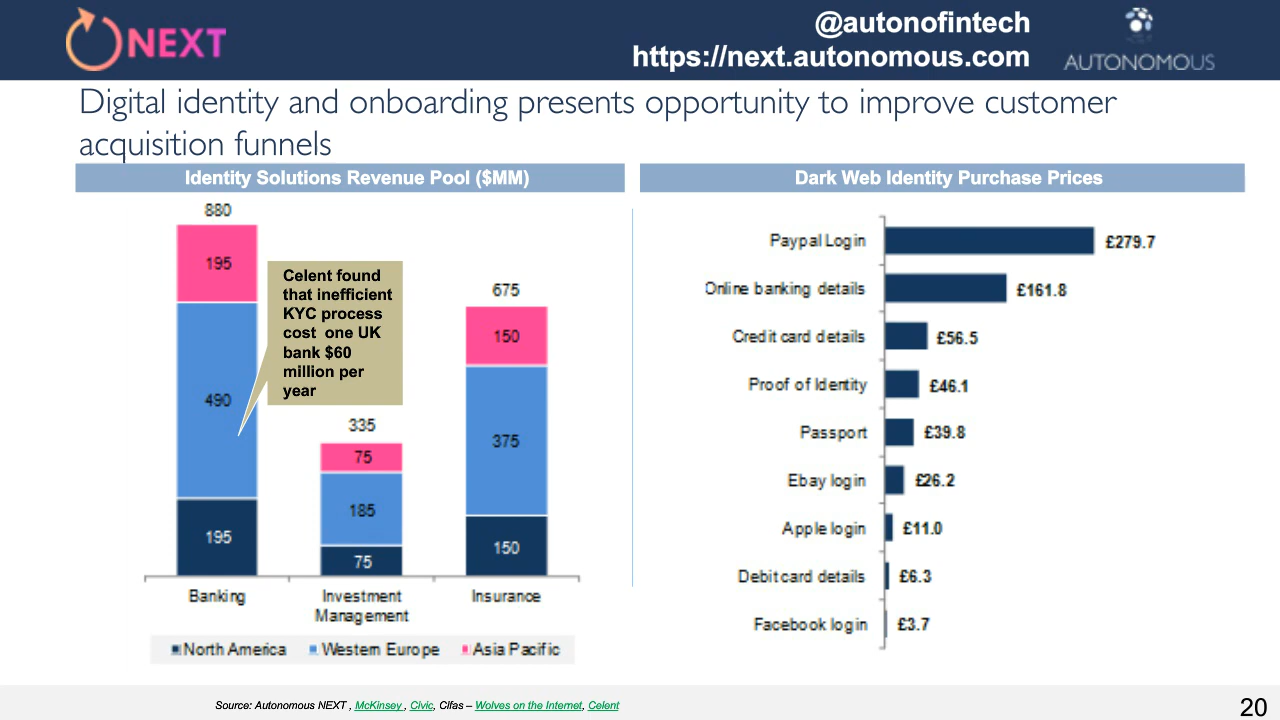 NEXT
@autonofintech
https://next.autonomous.com
AUTONOMOUS
Digital identity and onboarding presents opportunity to improve customer
acquisition funnels
Identity Solutions Revenue Pool ($MM)
880
195
490
195
Celent found
that inefficient
KYC process
cost one UK
bank $60
million per
year
335
75
185
75
675
150
375
150
Banking
Investment
Management
Insurance
North America
Western Europe
Asia Pacific
Dark Web Identity Purchase Prices
Paypal Login £279.7
Online banking details £161.8
Credit card details £56.5
Proof of Identity £46.1
Passport £39.8
Ebay login £26.2
Apple login £11.0
Debit card details £6.3
Facebook login £3.7
Source: Autonomous NEXT , McKinsey , Civic, Cifas – Wolves on the Internet, Celent
20